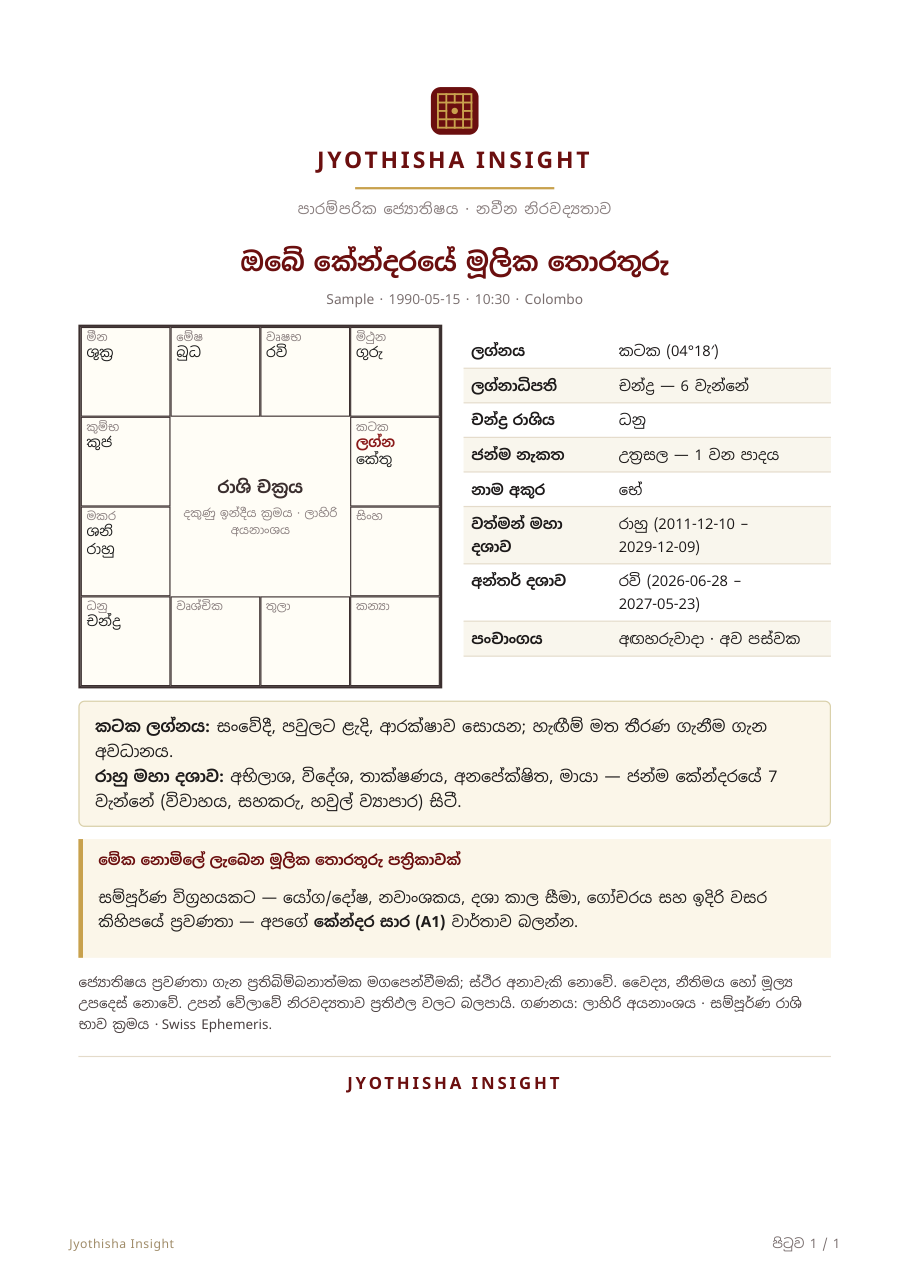 JYOTHISHA INSIGHT
පාරම්පරික ජ්‍යොතිෂය · නවීන නිරවද්‍යතාව
ඔබේ කේන්දරයේ මූලික තොරතුරු
Sample · 1990-05-15 · 10:30 · Colombo
මීන
ශුක්‍ර
මේෂ
බුධ
වෘෂභ
රවි
මිථුන
ගුරු
කුම්භ
කුජ
කටක
ලග්න
කේතු
රාශි චක්‍රය
දකුණු ඉන්දීය ක්‍රමය · ලාහිරි
අයනාංශය
මකර
ශනි
රාහු
සිංහ
ධනු
චන්ද්‍ර
වෘශ්චික
තුලා
කන්‍යා
ලග්නය කටක (04°18′)
ලග්නාධිපති චන්ද්‍ර — 6 වැන්නේ
චන්ද්‍ර රාශිය ධනු
ජන්ම නැකත උත්‍රසල — 1 වන පාදය
නාම අකුර භේ
වත්මන් මහා රාහු (2011-12-10 –
දශාව 2029-12-09)
අන්තර් දශාව රවි (2026-06-28 –
2027-05-23)
පංචාංගය අඟහරුවාදා · අව පස්වක
කටක ලග්නය: සංවේදී, පවුලට ළැදි, ආරක්ෂාව සොයන; හැඟීම් මත තීරණ ගැනීම ගැන
අවධානය.
රාහු මහා දශාව: අභිලාශ, විදේශ, තාක්ෂණය, අනපේක්ෂිත, මායා — ජන්ම කේන්දරයේ 7
වැන්නේ (විවාහය, සහකරු, හවුල් ව්‍යාපාර) සිටී.
මේක නොමිලේ ලැබෙන මූලික තොරතුරු පත්‍රිකාවක්
සම්පූර්ණ විග්‍රහයකට — යෝග/දෝෂ, නවාංශකය, දශා කාල සීමා, ගෝචරය සහ ඉදිරි වසර
කිහිපයේ ප්‍රවණතා — අපගේ කේන්දර සාර (A1) වාර්තාව බලන්න.
ජ්‍යොතිෂය ප්‍රවණතා ගැන ප්‍රතිබිම්බනාත්මක මගපෙන්වීමකි; ස්ථිර අනාවැකි නොවේ. වෛද්‍ය, නීතිමය හෝ මූල්‍ය
උපදෙස් නොවේ. උපන් වේලාවේ නිරවද්‍යතාව ප්‍රතිඵල වලට බලපායි. ගණනය: ලාහිරි අයනාංශය · සම්පූර්ණ රාශි
භාව ක්‍රමය · Swiss Ephemeris.
JYOTHISHA INSIGHT
Jyothisha Insight
පිටුව 1 / 1